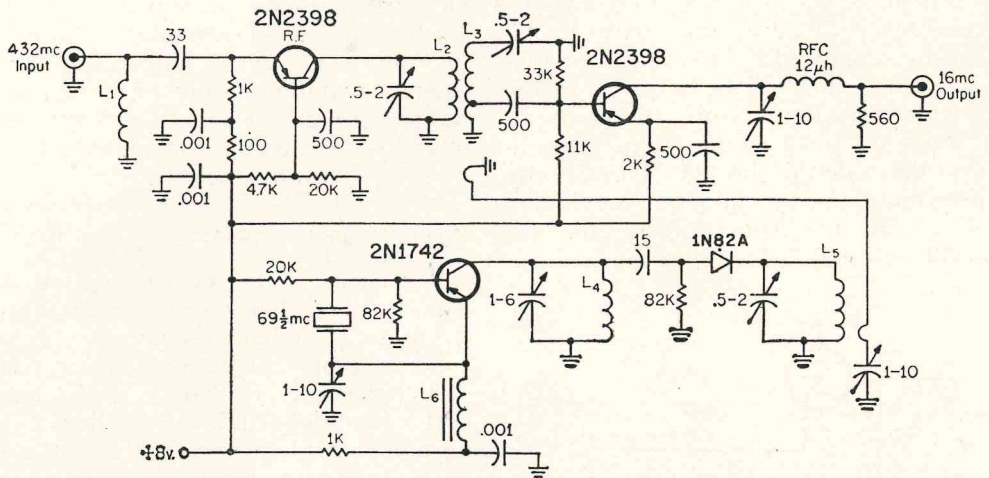 2N2398
R.F
432mc
Input
33
L1
1K
.001
100
.001
4.7K
20K
500
.5-2
L2
L3
.5-2
33K
500
11K
2N2398
2K
500
RFC
12μh
1-10
560
16mc
Output
20K
2N1742
69½mc
82K
1-10
L6
1-6
L4
15
82K
1N82A
.5-2
L5
1-10
+8v.
1K
.001